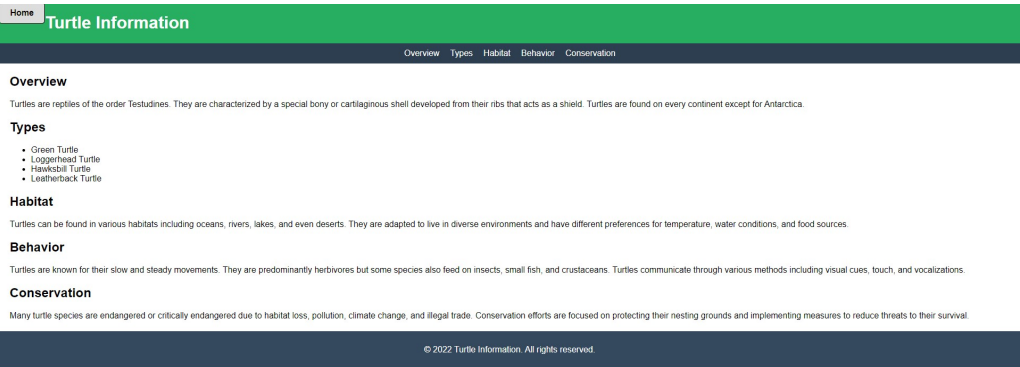 Home
Turtle Information
Overview Types Habitat Behavior Conservation
Overview
Turtles are reptiles of the order Testudines. They are characterized by a special bony or cartilaginous shell developed from their ribs that acts as a shield. Turtles are found on every continent except for Antarctica.
Types
• Green Turtle
• Loggerhead Turtle
• Hawksbill Turtle
• Leatherback Turtle
Habitat
Turtles can be found in various habitats including oceans, rivers, lakes, and even deserts. They are adapted to live in diverse environments and have different preferences for temperature, water conditions, and food sources.
Behavior
Turtles are known for their slow and steady movements. They are predominantly herbivores but some species also feed on insects, small fish, and crustaceans. Turtles communicate through various methods including visual cues, touch, and vocalizations.
Conservation
Many turtle species are endangered or critically endangered due to habitat loss, pollution, climate change, and illegal trade. Conservation efforts are focused on protecting their nesting grounds and implementing measures to reduce threats to their survival.
© 2022 Turtle Information. All rights reserved.